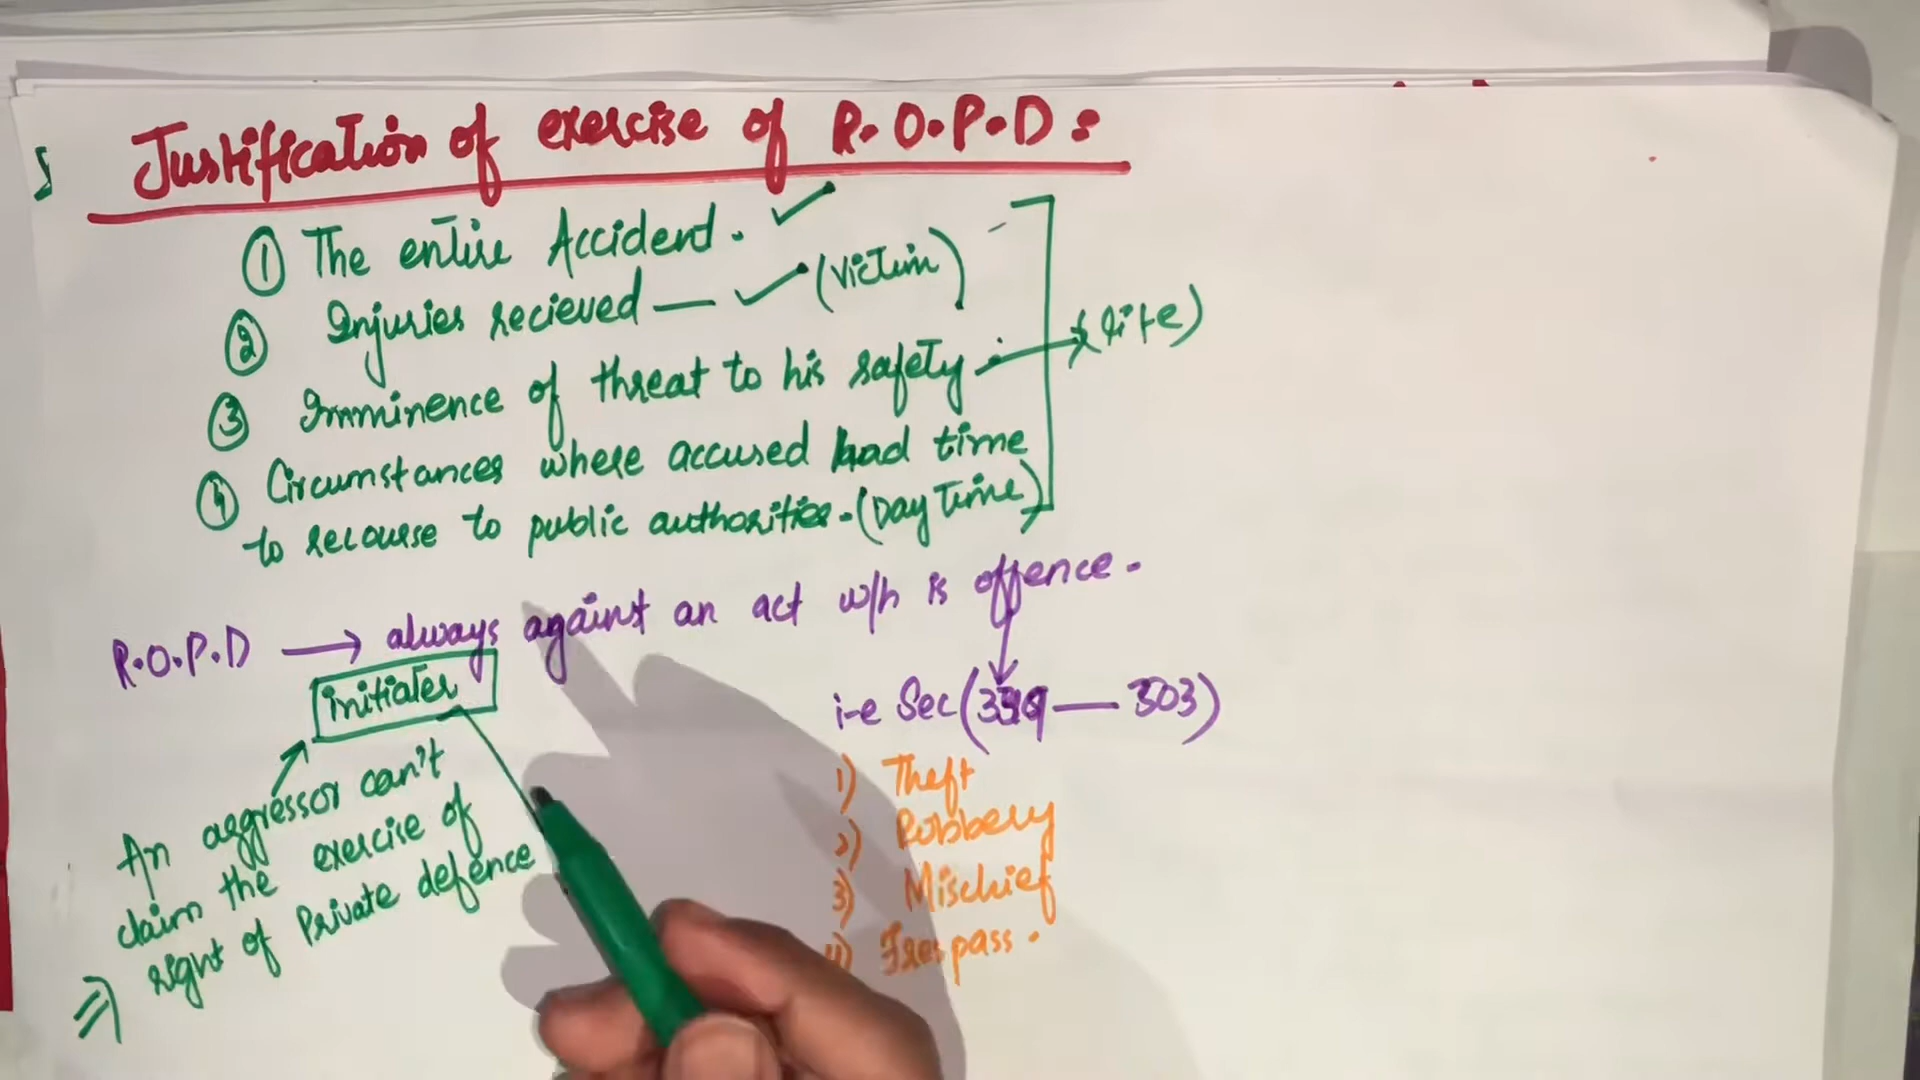 Justification of exercise of R.O.P.D :
① The entire Accident.
② Injuries recieved — (Victim)
③ Imminence of threat to his safety.
(life)
④ Circumstances where accused had time
to recourse to public authorities. (Day Time)
R.O.P.D → always against an act w/h is offence.
initiater
i-e Sec ( — 503)
An aggressor can't
claim the exercise of
right of Private defence
⇒
1) Theft
2) Robbery
3) Mischief
4) Trespass.